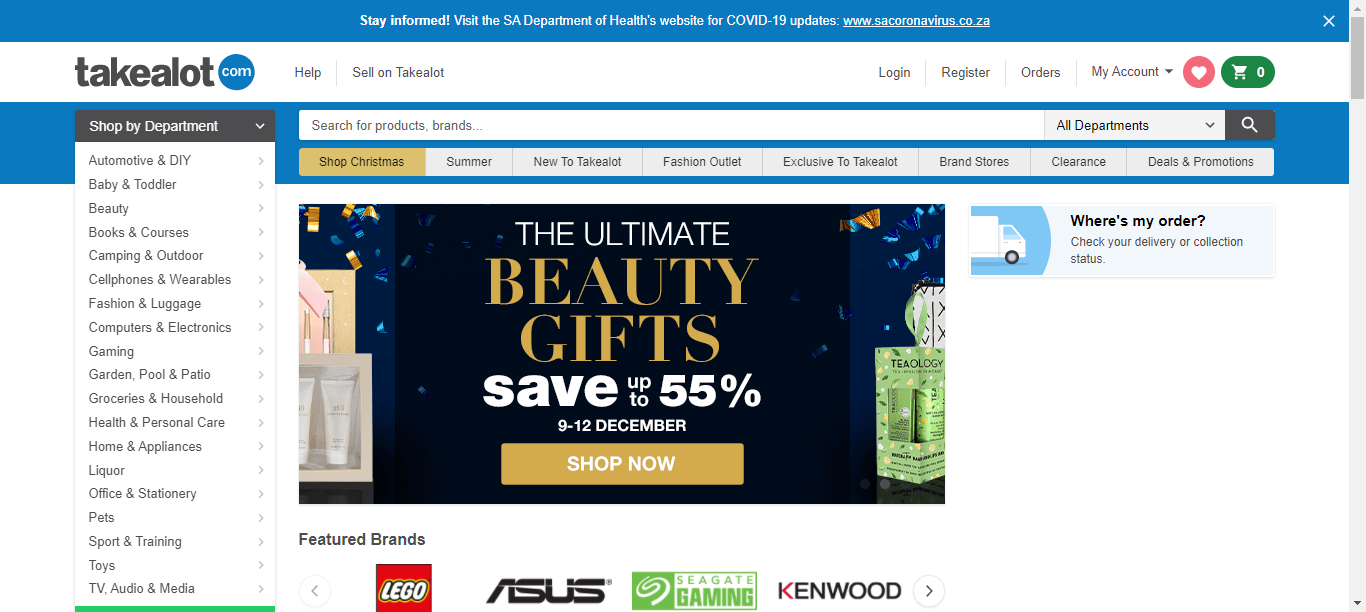 Stay informed! Visit the SA Department of Health's website for COVID-19 updates: www.sacoronavirus.co.za
takealot com
Help
Sell on Takealot
Login
Register
Orders
My Account
0
Shop by Department
Search for products, brands...
All Departments
Shop Christmas
Summer
New To Takealot
Fashion Outlet
Exclusive To Takealot
Brand Stores
Clearance
Deals & Promotions
Automotive & DIY
Baby & Toddler
Beauty
Books & Courses
Camping & Outdoor
Cellphones & Wearables
Fashion & Luggage
Computers & Electronics
Gaming
Garden, Pool & Patio
Groceries & Household
Health & Personal Care
Home & Appliances
Liquor
Office & Stationery
Pets
Sport & Training
Toys
TV, Audio & Media
THE ULTIMATE
BEAUTY
GIFTS
save up to 55%
9-12 DECEMBER
SHOP NOW
TEAOLOGY
Where's my order?
Check your delivery or collection
status.
Featured Brands
LEGO
ASUS
SEAGATE
GAMING
KENWOOD